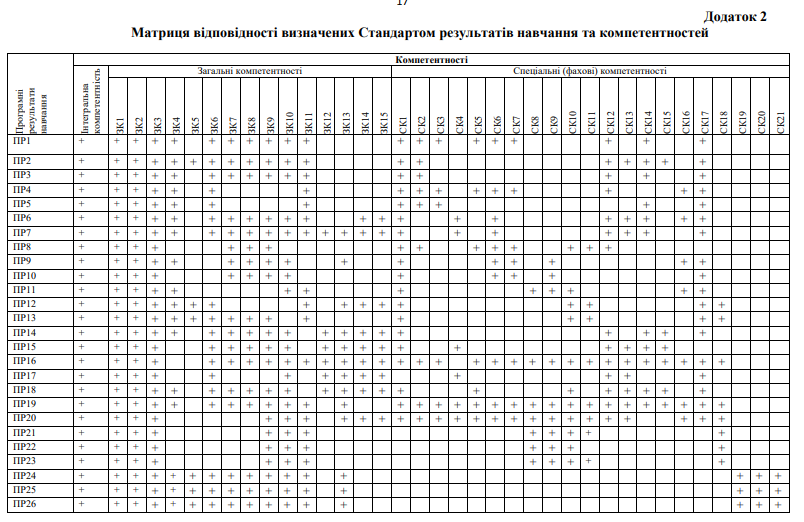 17
Додаток 2
Матриця відповідності визначених Стандартом результатів навчання та компетентностей
Програмні результати навчання
Компетентності
Інтегральна компетентність
Загальні компетентності Спеціальні (фахові) компетентності
ЗК1 ЗК2 ЗК3 ЗК4 ЗК5 ЗК6 ЗК7 ЗК8 ЗК9 ЗК10 ЗК11 ЗК12 ЗК13 ЗК14 ЗК15 СК1 СК2 СК3 СК4 СК5 СК6 СК7 СК8 СК9 СК10 СК11 СК12 СК13 СК14 СК15 СК16 СК17 СК18 СК19 СК20 СК21
ПР1 + + + + + + + + + + + + + + + + + + + +
ПР2 + + + + + + + + + + + + + + + + + + +
ПР3 + + + + + + + + + + + + + + + +
ПР4 + + + + + + + + + + + + + + + +
ПР5 + + + + + + + + + + + +
ПР6 + + + + + + + + + + + + + + + + + + + + +
ПР7 + + + + + + + + + + + + + + + + + + + + + +
ПР8 + + + + + + + + + + + + + + +
ПР9 + + + + + + + + + + + + + + + +
ПР10 + + + + + + + + + + + + +
ПР11 + + + + + + + + + + + + +
ПР12 + + + + + + + + + + + + + + + +
ПР13 + + + + + + + + + + + + + + + +
ПР14 + + + + + + + + + + + + + + + + + + +
ПР15 + + + + + + + + + + + + + + + + + + +
ПР16 + + + + + + + + + + + + + + + + + + + + + + + + + + + + + + +
ПР17 + + + + + + + + + + + + + + +
ПР18 + + + + + + + + + + + + + + + + + + + + + +
ПР19 + + + + + + + + + + + + + + + + + + + + + + + + + + + + + +
ПР20 + + + + + + + + + + + + + + + + + + + + + + + + + +
ПР21 + + + + + + + + + + + +
ПР22 + + + + + + + + + + + +
ПР23 + + + + + + + + + + + +
ПР24 + + + + + + + + + + + + + + + +
ПР25 + + + + + + + + + + + + + + + +
ПР26 + + + + + + + + + + + + + + + +